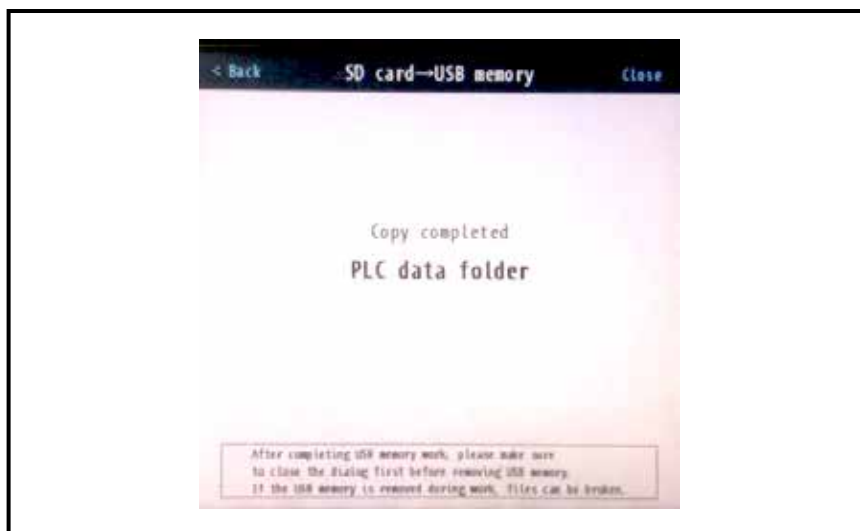 < Back SD card→USB memory Close
Copy completed
PLC data folder
After completing USB memory work, please make sure
to close the dialog first before removing USB memory.
If the USB memory is removed during work, files can be broken.